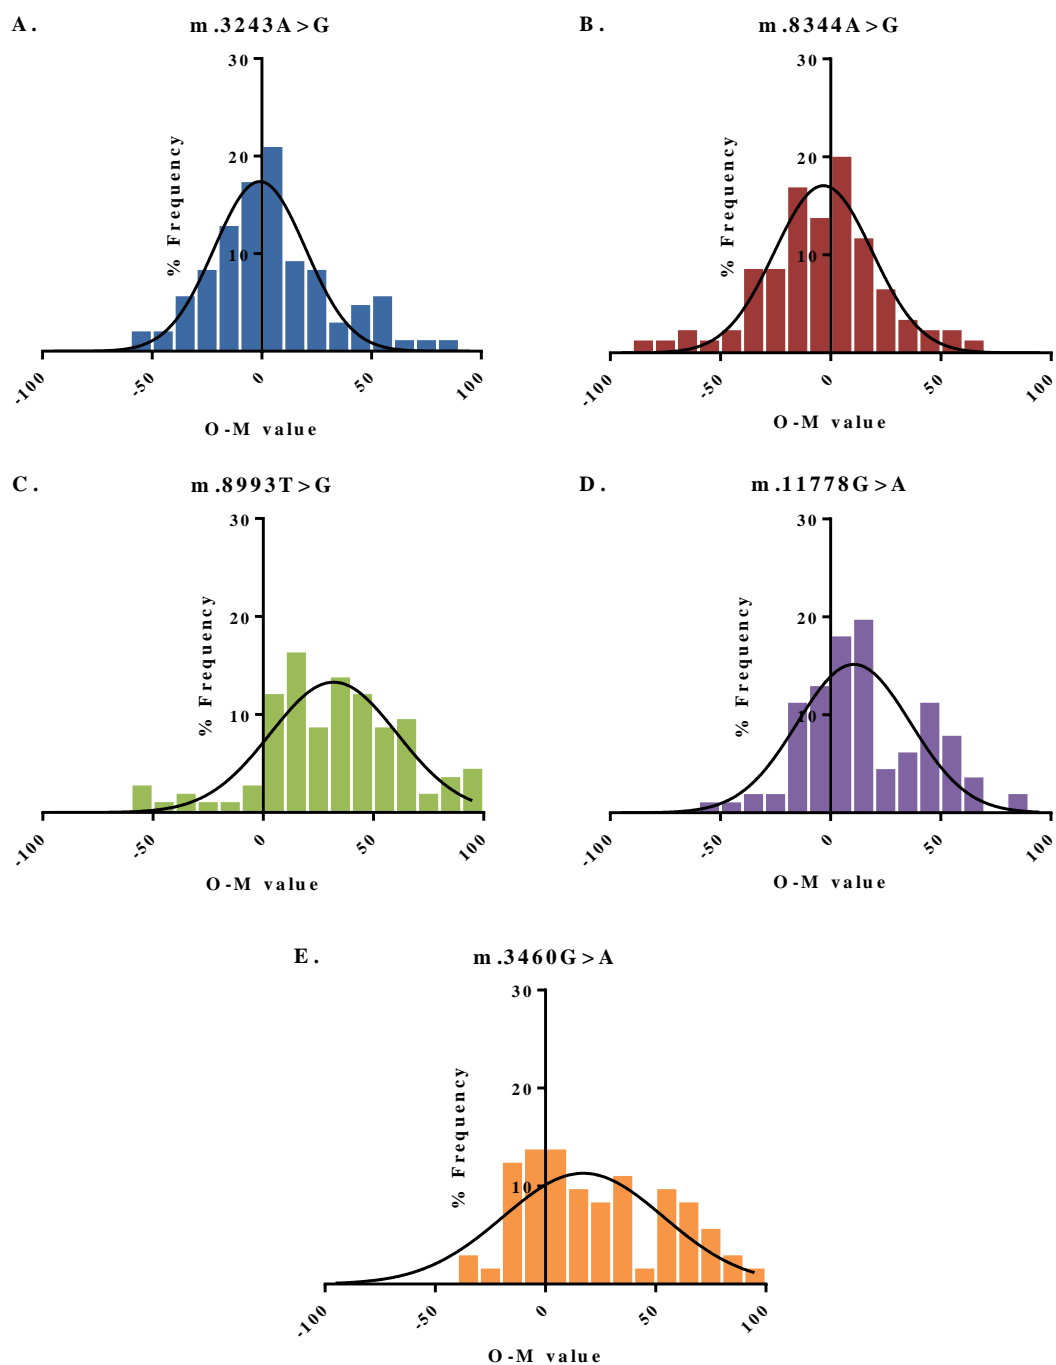 A.
m.3243A>G
30
20
10
% Frequency
-100
-50
0
50
100
O-M value
B.
m.8344A>G
30
20
10
% Frequency
-100
-50
0
50
100
O-M value
C.
m.8993T>G
30
20
10
% Frequency
-100
-50
0
50
100
O-M value
D.
m.11778G>A
30
20
10
% Frequency
-100
-50
0
50
100
O-M value
E.
m.3460G>A
30
20
10
% Frequency
-100
-50
0
50
100
O-M value